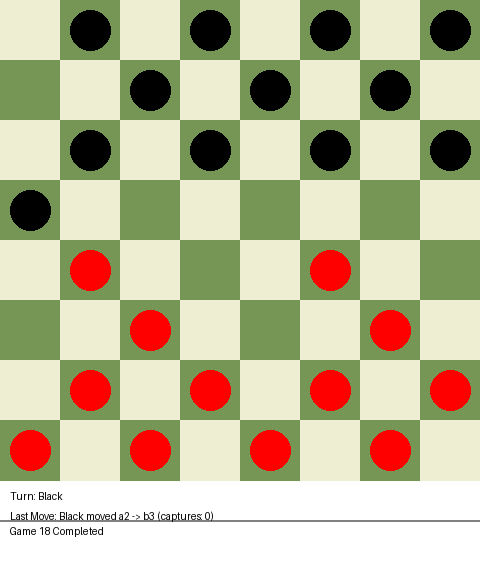 Turn: Black
Last Move: Black moved a2 -> b3 (captures: 0)
Game 18 Completed